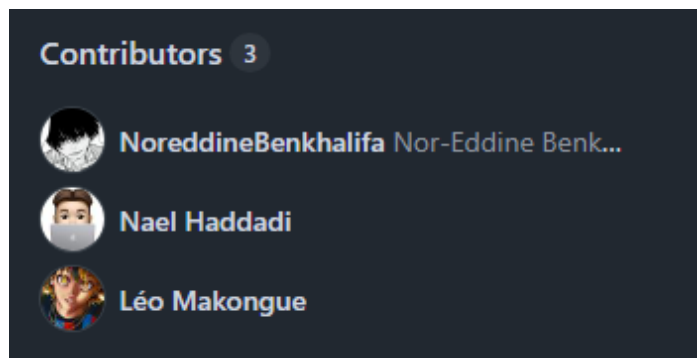 Contributors 3
NoreddineBenkhalifa Nor-Eddine Benk...
Nael Haddadi
Léo Makongue